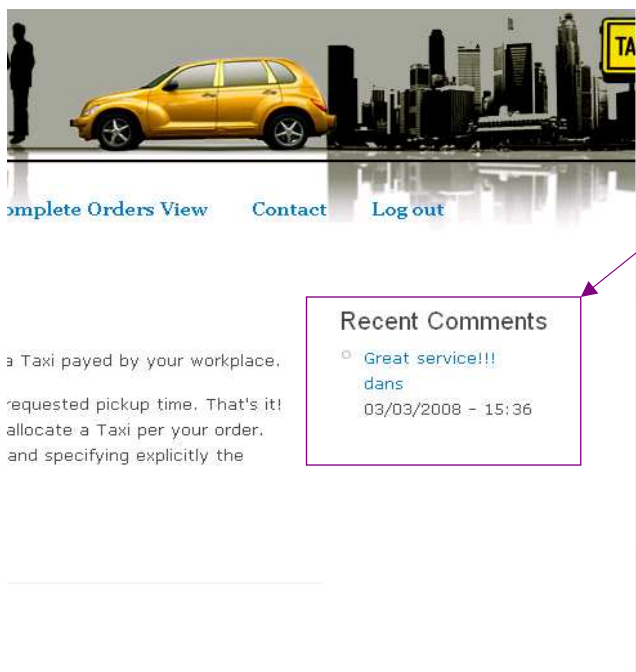 TA
omplete Orders View Contact Log out
Recent Comments
a Taxi payed by your workplace.
Great service!!!
dans
requested pickup time. That's it!
03/03/2008 - 15:36
allocate a Taxi per your order.
and specifying explicitly the